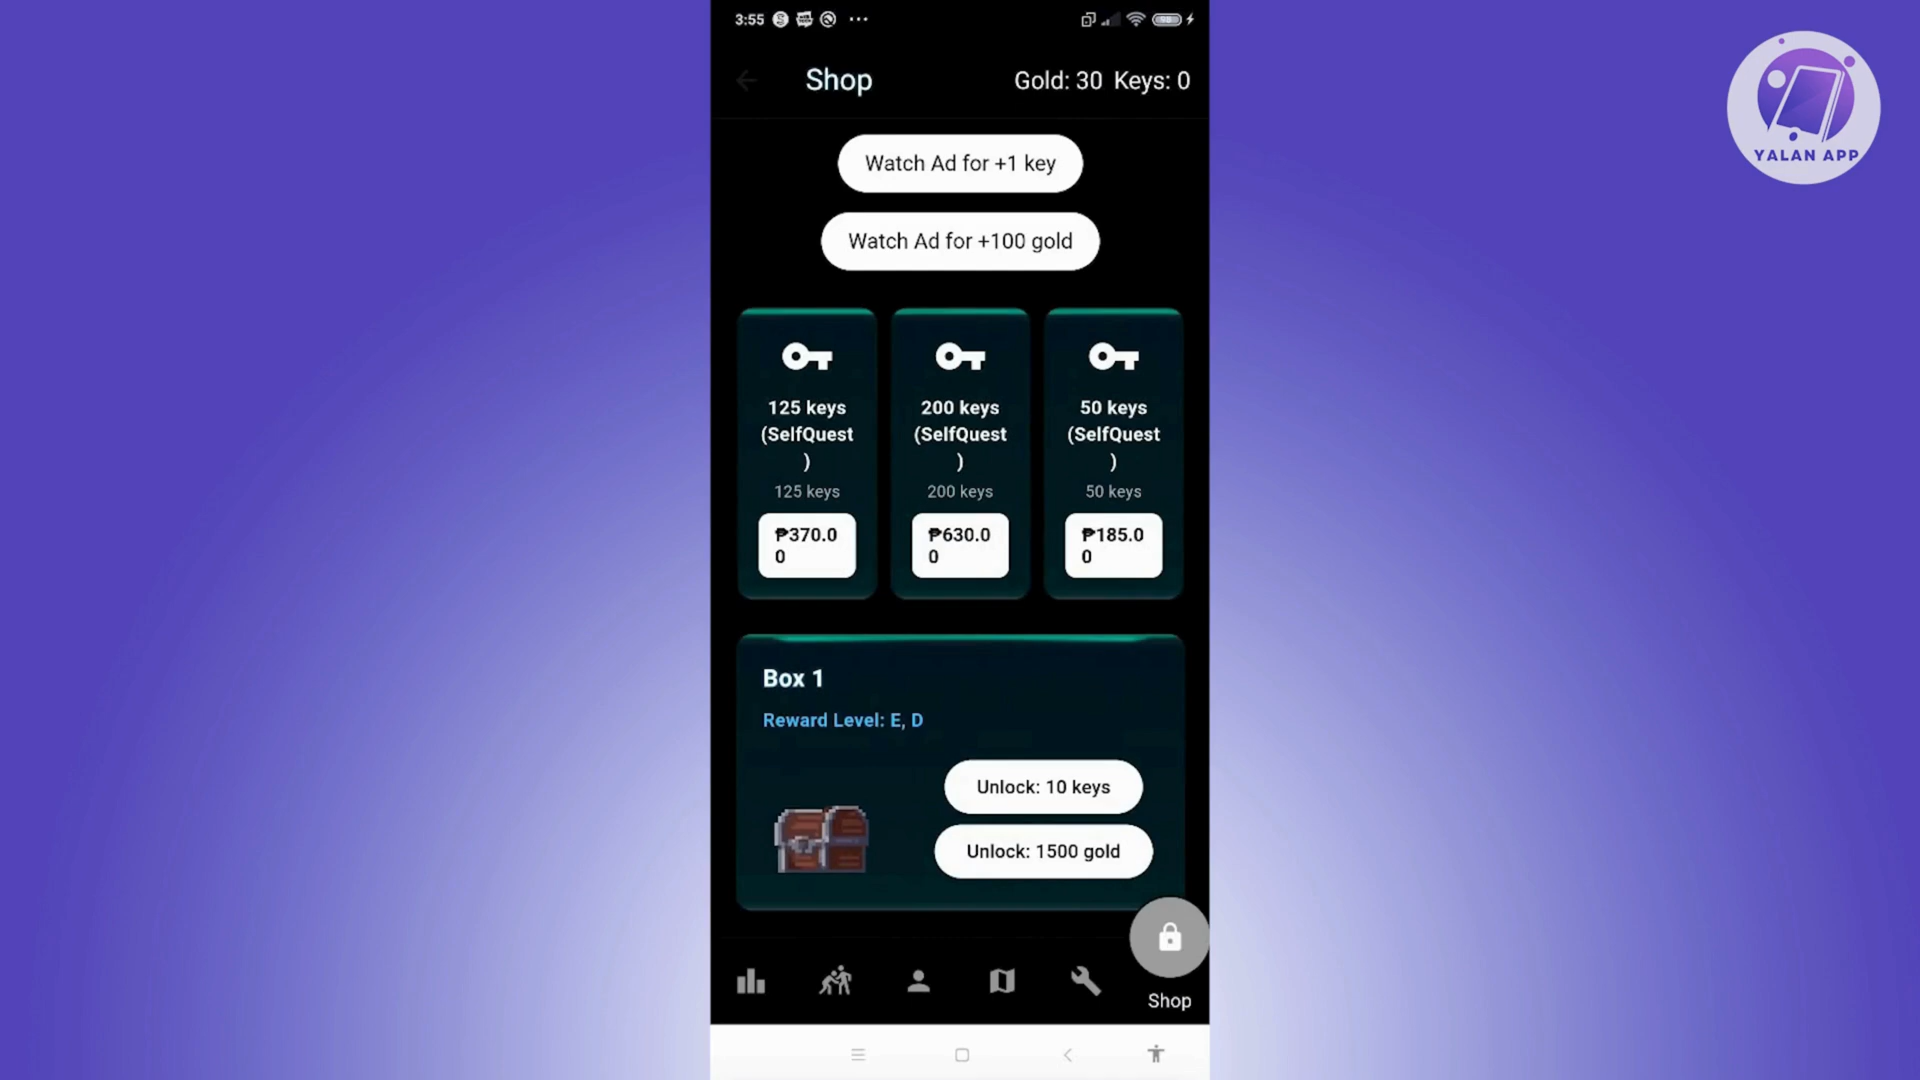 3:55
Shop
Gold: 30 Keys: 0
YALAN APP
Watch Ad for +1 key
Watch Ad for +100 gold
125 keys
(SelfQuest
)
125 keys
₱370.0
0
200 keys
(SelfQuest
)
200 keys
₱630.0
0
50 keys
(SelfQuest
)
50 keys
₱185.0
0
Box 1
Reward Level: E, D
Unlock: 10 keys
Unlock: 1500 gold
Shop